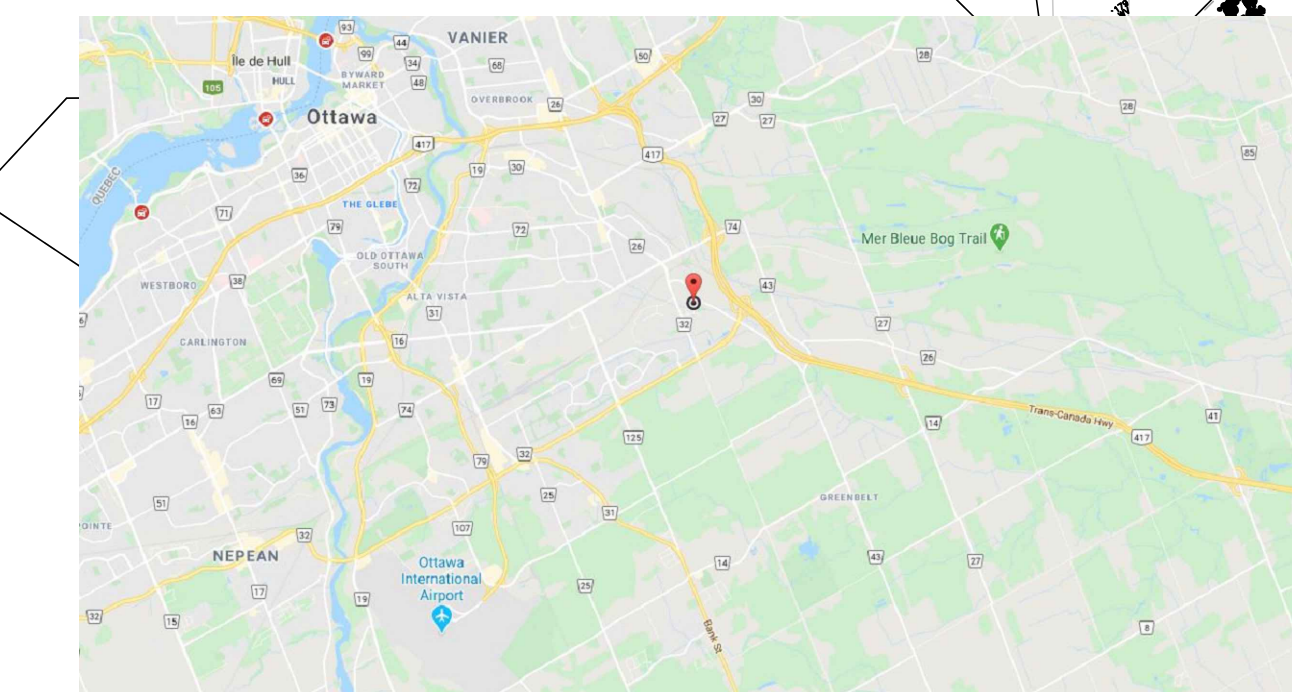 93
44
VANIER
50
28
99
34
68
Île de Hull
HULL
BYWARD
MARKET
48
105
OVERBROOK
26
30
28
Ottawa
27
27
417
417
85
19
30
36
72
QUEBEC
THE GLEBE
71
79
72
74
26
Mer Bleue Bog Trail
OLD OTTAWA
SOUTH
WESTBORO
38
43
ALTA VISTA
31
32
27
CARLINGTON
16
26
69
19
17
63
51
73
74
16
Trans-Canada Hwy
41
14
125
417
79
32
51
25
GREENBELT
31
OINTE
32
107
NEPEAN
Ottawa
International
Airport
14
43
27
17
19
25
32
15
Bank St
8